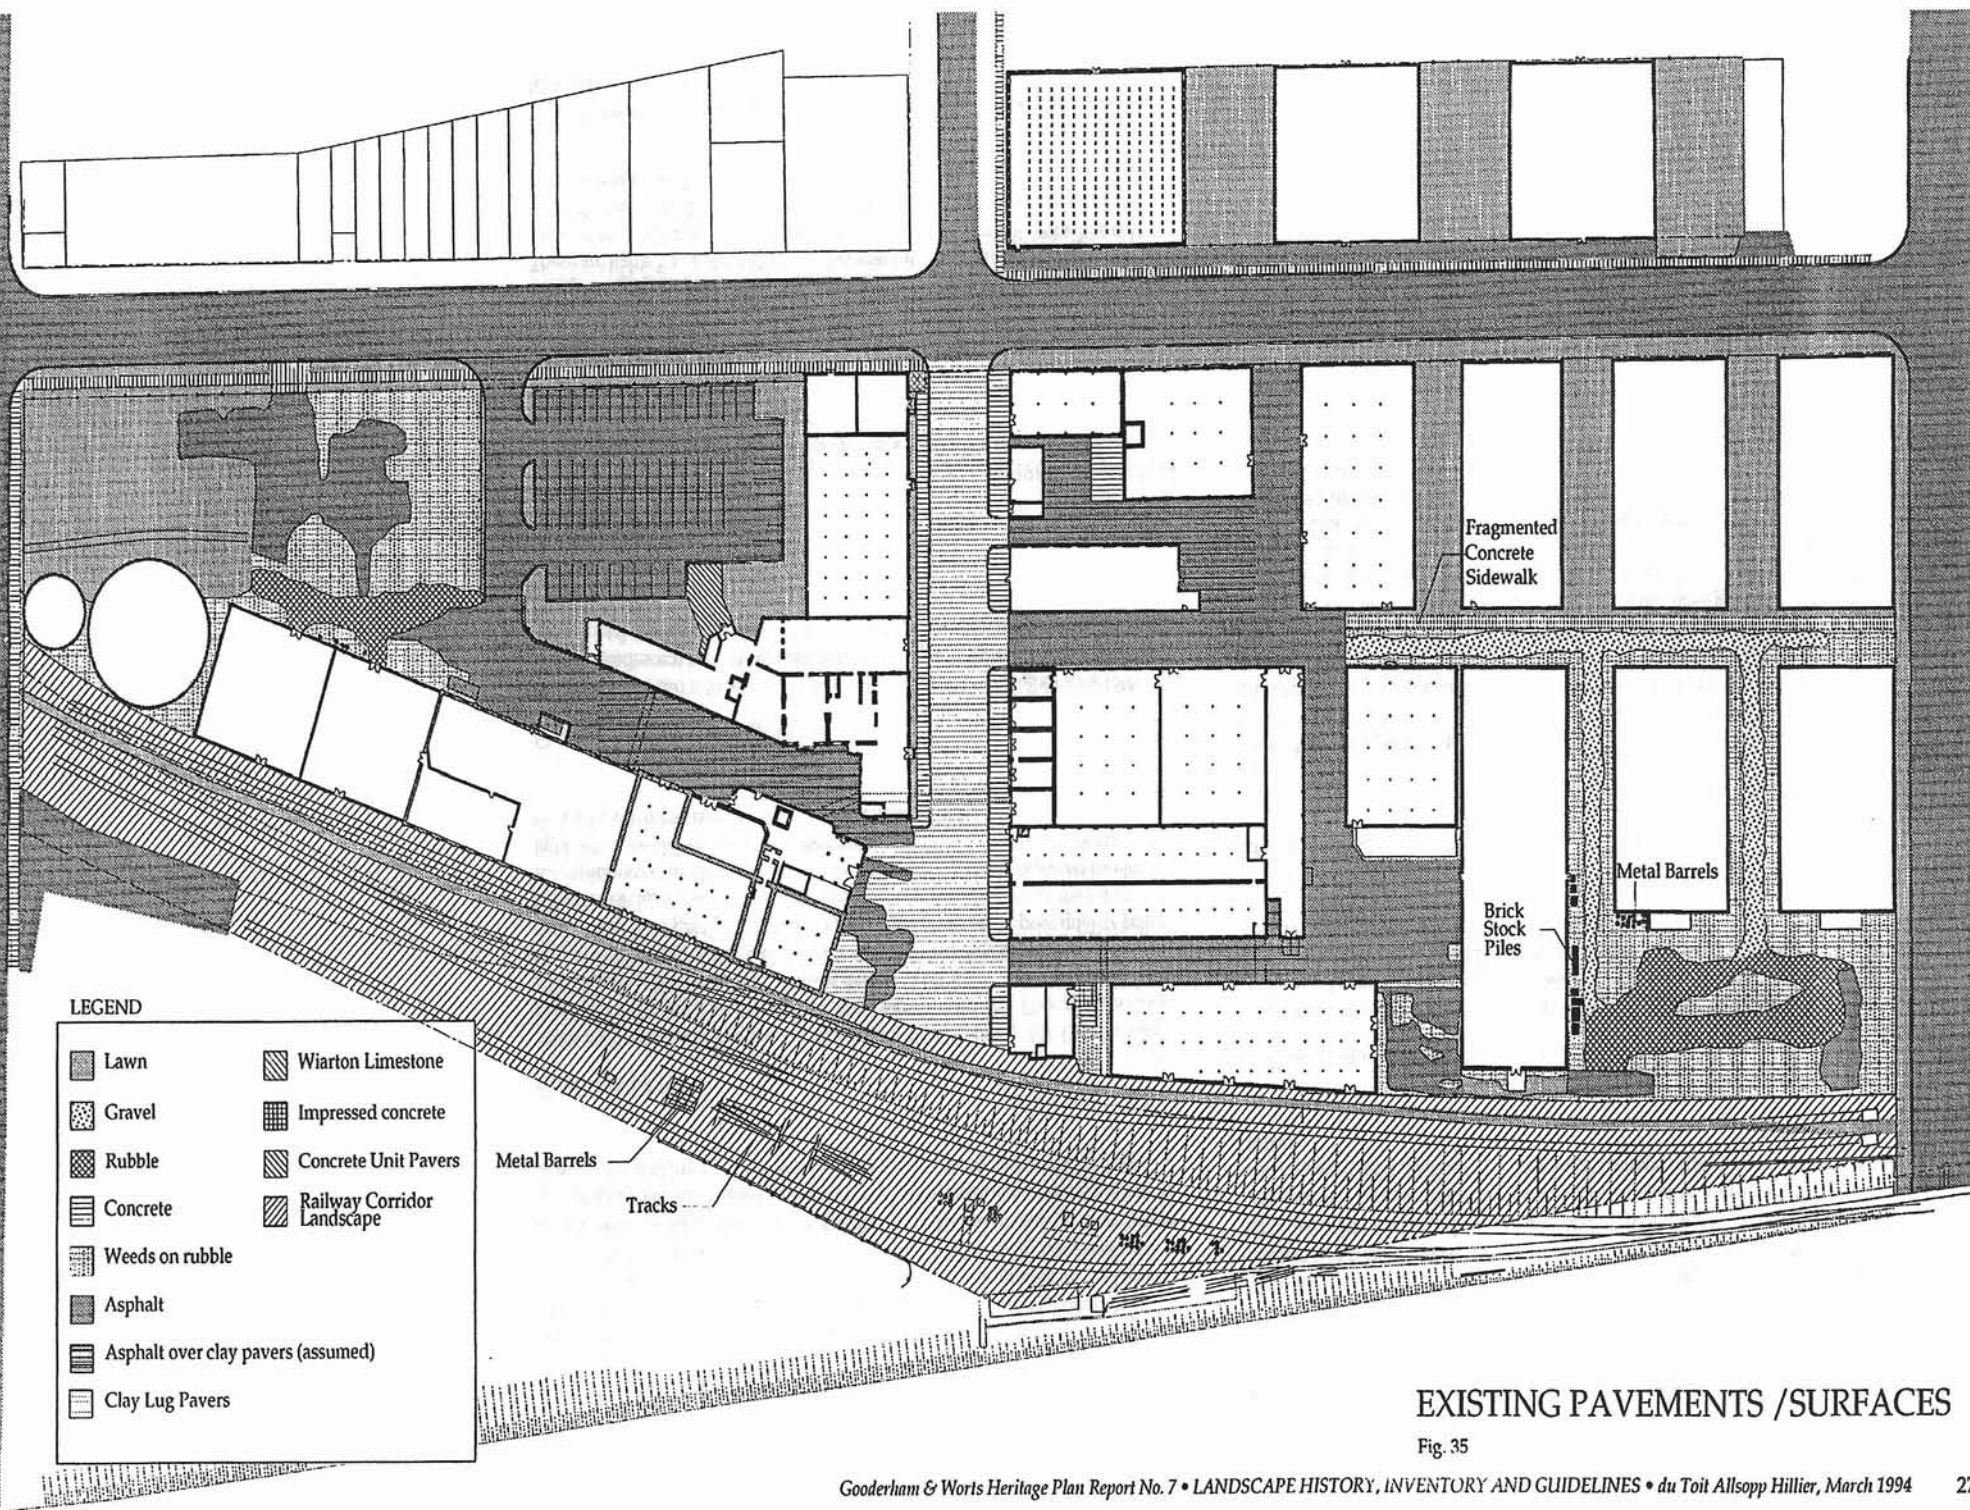 Fragmented
Concrete
Sidewalk
Metal Barrels
Brick
Stock
Piles
LEGEND
Lawn
Gravel
Rubble
Concrete
Weeds on rubble
Asphalt
Asphalt over clay pavers (assumed)
Clay Lug Pavers
Wiarton Limestone
Impressed concrete
Concrete Unit Pavers
Railway Corridor
Landscape
Metal Barrels
Tracks
EXISTING PAVEMENTS /SURFACES
Fig. 35
Gooderham & Worts Heritage Plan Report No. 7 • LANDSCAPE HISTORY, INVENTORY AND GUIDELINES • du Toit Allsopp Hillier, March 1994